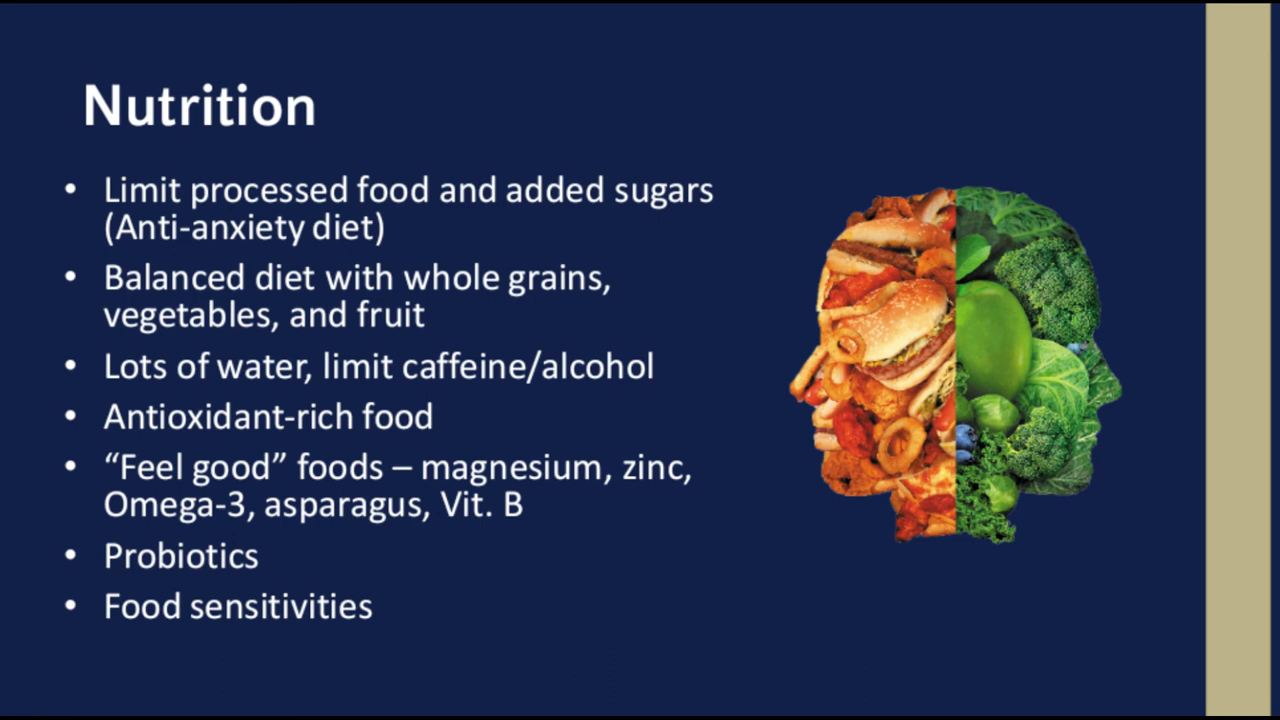 Nutrition
• Limit processed food and added sugars
(Anti-anxiety diet)
• Balanced diet with whole grains,
vegetables, and fruit
• Lots of water, limit caffeine/alcohol
• Antioxidant-rich food
• “Feel good” foods – magnesium, zinc,
Omega-3, asparagus, Vit. B
• Probiotics
• Food sensitivities